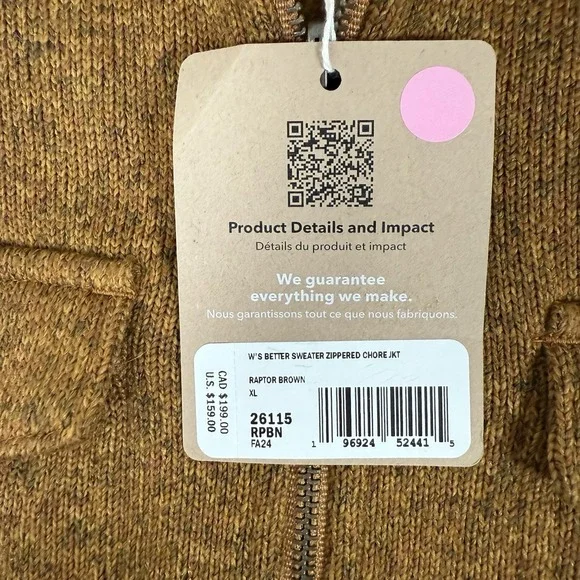 Product Details and Impact
Détails du produit et impact
We guarantee
everything we make.
Nous garantissons tout ce que nous fabriquons.
W'S BETTER SWEATER ZIPPERED CHORE JKT
RAPTOR BROWN
XL
CAD $199.00
U.S. $159.00
26115
RPBN
FA24
1 96924 52441 5